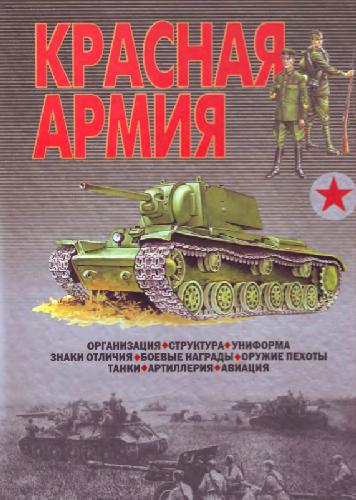 КРАСНАЯ
АРМИЯ
ОРГАНИЗАЦИЯ♦СТРУКТУРА♦УНИФОРМА
ЗНАКИ ОТЛИЧИЯ♦БОЕВЫЕ НАГРАДЫ♦ОРУЖИЕ ПЕХОТЫ
ТАНКИ♦АРТИЛЛЕРИЯ♦АВИАЦИЯ